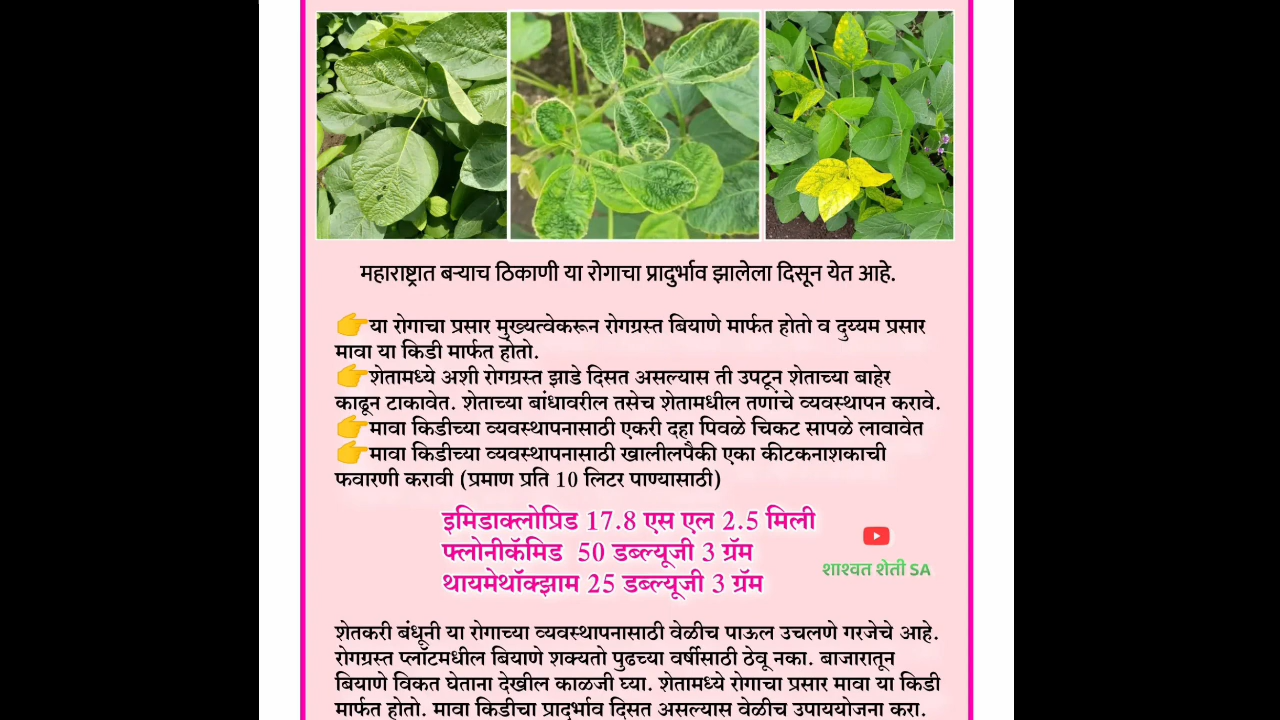 महाराष्ट्रात बऱ्याच ठिकाणी या रोगाचा प्रादुर्भाव झालेला दिसून येत आहे.
👉या रोगाचा प्रसार मुख्यत्वेकरून रोगग्रस्त बियाणे मार्फत होतो व दुय्यम प्रसार
मावा या किडी मार्फत होतो.
👉शेतामध्ये अशी रोगग्रस्त झाडे दिसत असल्यास ती उपटून शेताच्या बाहेर
काढून टाकावेत. शेताच्या बांधावरील तसेच शेतामधील तणांचे व्यवस्थापन करावे.
👉मावा किडीच्या व्यवस्थापनासाठी एकरी दहा पिवळे चिकट सापळे लावावेत
👉मावा किडीच्या व्यवस्थापनासाठी खालीलपैकी एका कीटकनाशकाची
फवारणी करावी (प्रमाण प्रति 10 लिटर पाण्यासाठी)
इमिडाक्लोप्रिड 17.8 एस एल 2.5 मिली
फ्लोनीकॅमिड 50 डब्ल्यूजी 3 ग्रॅम
थायमेथॉक्झाम 25 डब्ल्यूजी 3 ग्रॅम
शाश्वत शेती SA
शेतकरी बंधूनी या रोगाच्या व्यवस्थापनासाठी वेळीच पाऊल उचलणे गरजेचे आहे.
रोगग्रस्त प्लॉटमधील बियाणे शक्यतो पुढच्या वर्षीसाठी ठेवू नका. बाजारातून
बियाणे विकत घेताना देखील काळजी घ्या. शेतामध्ये रोगाचा प्रसार मावा या किडी
मार्फत होतो. मावा किडीचा प्रादुर्भाव दिसत असल्यास वेळीच उपाययोजना करा.